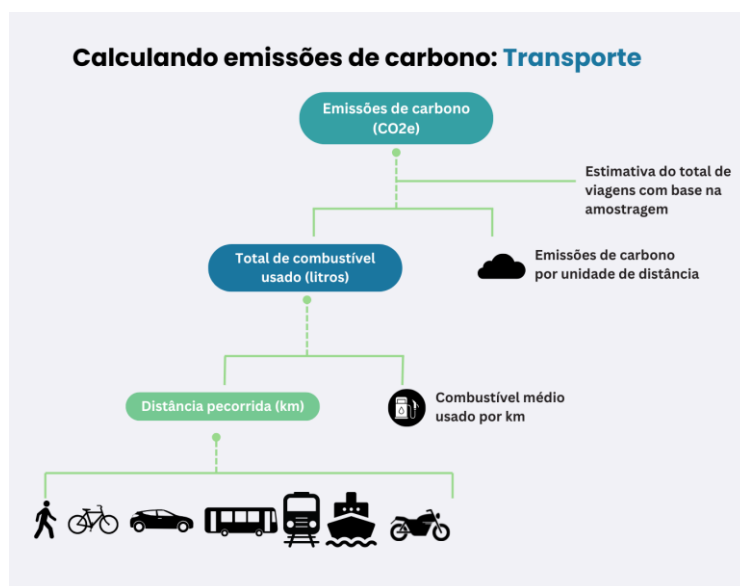 Calculando emissões de carbono: Transporte
Emissões de carbono
(CO2e)
Estimativa do total de
viagens com base na
amostragem
Total de combustível
usado (litros)
Emissões de carbono
por unidade de distância
Distância pecorrida (km)
Combustível médio
usado por km